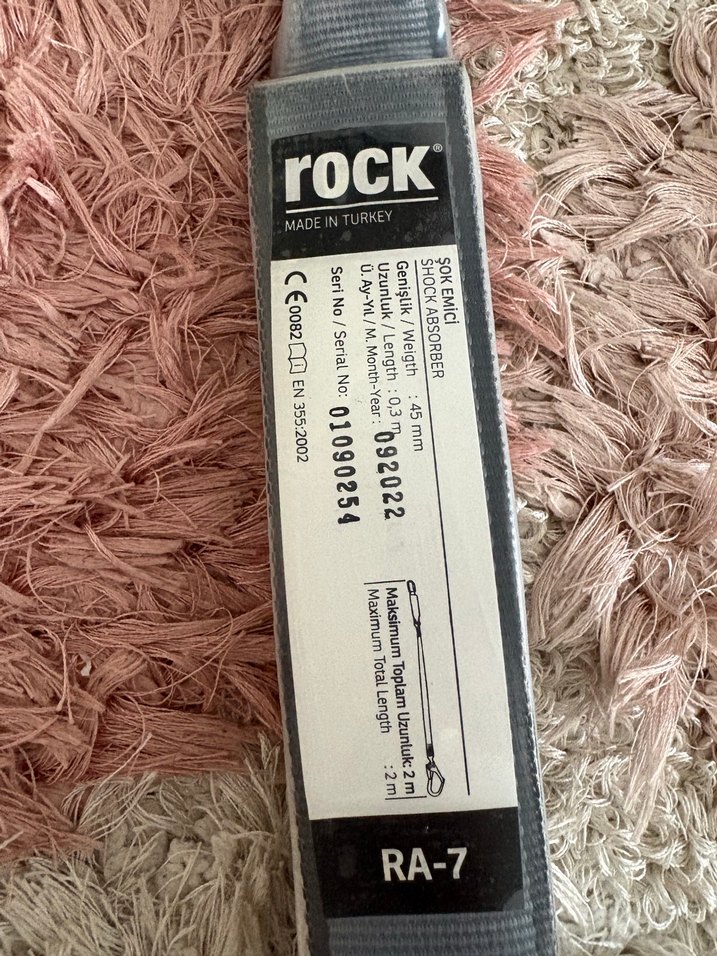 rock®
MADE IN TURKEY
ŞOK EMİCİ
SHOCK ABSORBER
Genişlik / Weigth : 45 mm
Uzunluk / Length : 0,3 m
Ü. Ay-Yıl / M. Month-Year : 092022
Seri No / Serial No: 01090254
CE 0082 EN 355:2002
Maksimum Toplam Uzunluk: 2 m
Maximum Total Length : 2 m
RA-7